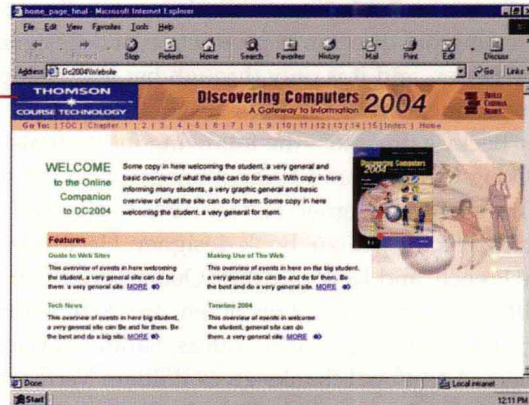 home_page_final - Microsoft Internet Explorer
File Edit View Favorites Tools Help
Stop Refresh Home Search Favorites History Mail Print Edit Discuss
Address Dc2004\Website Go Links
THOMSON
COURSE TECHNOLOGY
Discovering Computers 2004
A Gateway to Information
SHELLY
CASHMAN
SERIES
Go To: | TOC | Chapter 1 | 2 | 3 | 4 | 5 | 6 | 7 | 8 | 9 | 10 | 11 | 12 | 13 | 14 | 15 | Index | Home
WELCOME
to the Online
Companion
to DC2004
Some copy in here welcoming the student, a very general and
basic overview of what the site can do for them. With copy in here
informing many students, a very graphic general and basic
overview of what the site can do for them. Some copy in here
welcoming the student, a very general for them.
Discovering Computers
2004
Features
Guide to Web Sites
This overview of events in here welcoming
the student, a very general site can do for
them. a very general site. MORE
Making Use of The Web
This overview of events in here on the big student,
a very general site can Be and do for them. Be
the best and do a big site. MORE
Tech News
This overview of events in here big student,
a very general site can Be and for them. Be
the best and do a big site. MORE
Timeline 2004
This overview of events in welcome
the student, general site can do
them. a very general site. MORE
Done Local intranet
Start 12:11 PM